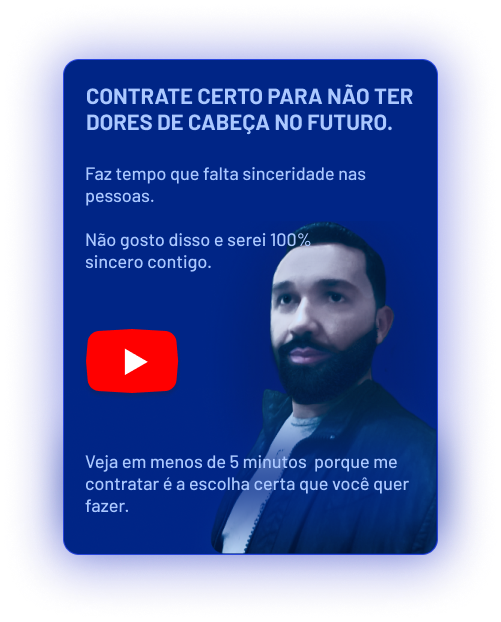 CONTRATE CERTO PARA NÃO TER
DORES DE CABEÇA NO FUTURO.
Faz tempo que falta sinceridade nas
pessoas.
Não gosto disso e serei 100%
sincero contigo.
Veja em menos de 5 minutos porque me
contratar é a escolha certa que você quer
fazer.